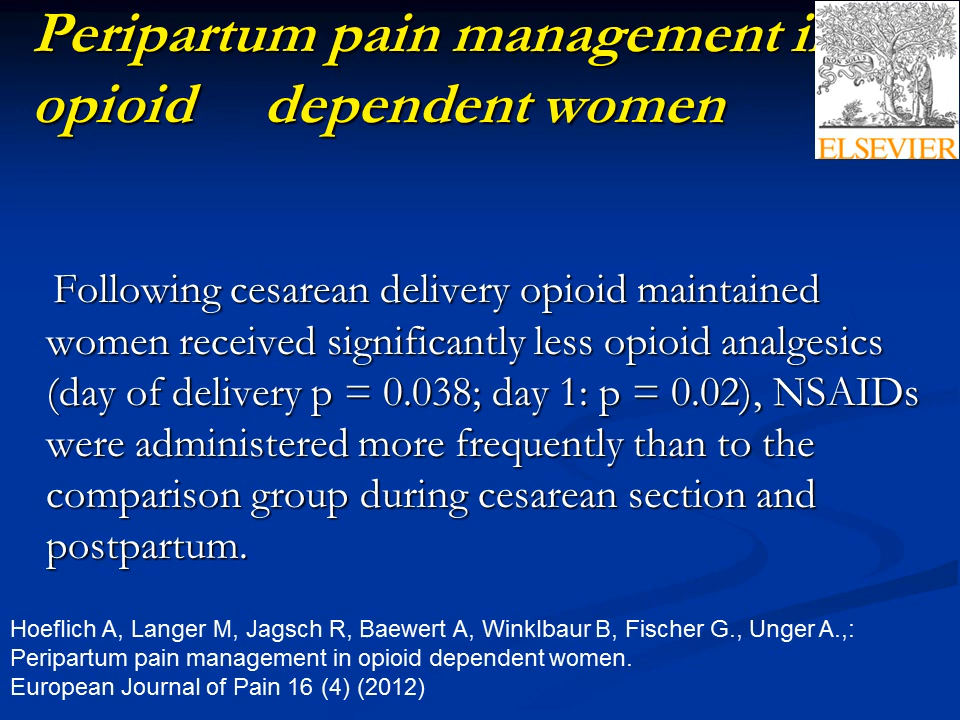 Peripartum pain management i
opioid dependent women
ELSEVIER
Following cesarean delivery opioid maintained
women received significantly less opioid analgesics
(day of delivery p = 0.038; day 1: p = 0.02), NSAIDs
were administered more frequently than to the
comparison group during cesarean section and
postpartum.
Hoeflich A, Langer M, Jagsch R, Baewert A, Winklbaur B, Fischer G., Unger A.,:
Peripartum pain management in opioid dependent women.
European Journal of Pain 16 (4) (2012)